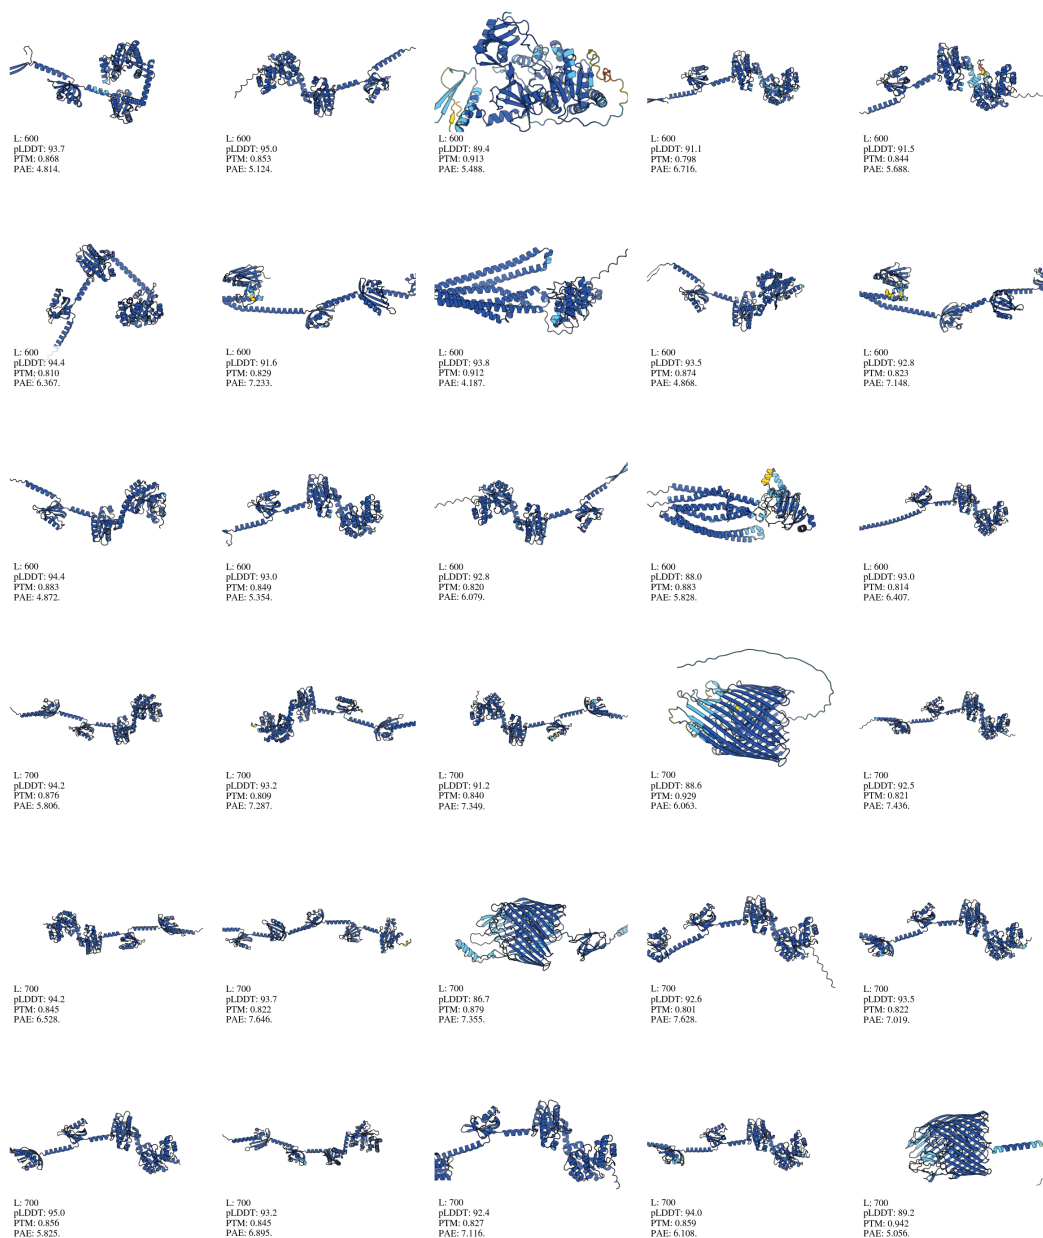 L: 600
pLDDT: 93.7
PTM: 0.868
PAE: 4.814.
L: 600
pLDDT: 95.0
PTM: 0.853
PAE: 5.124.
L: 600
pLDDT: 89.4
PTM: 0.913
PAE: 5.488.
L: 600
pLDDT: 91.1
PTM: 0.798
PAE: 6.716.
L: 600
pLDDT: 91.5
PTM: 0.844
PAE: 5.688.
L: 600
pLDDT: 94.4
PTM: 0.810
PAE: 6.367.
L: 600
pLDDT: 91.6
PTM: 0.829
PAE: 7.233.
L: 600
pLDDT: 93.8
PTM: 0.912
PAE: 4.187.
L: 600
pLDDT: 93.5
PTM: 0.874
PAE: 4.868.
L: 600
pLDDT: 92.8
PTM: 0.823
PAE: 7.148.
L: 600
pLDDT: 94.4
PTM: 0.883
PAE: 4.872.
L: 600
pLDDT: 93.0
PTM: 0.849
PAE: 5.354.
L: 600
pLDDT: 92.8
PTM: 0.820
PAE: 6.079.
L: 600
pLDDT: 88.0
PTM: 0.883
PAE: 5.828.
L: 600
pLDDT: 93.0
PTM: 0.814
PAE: 6.407.
L: 700
pLDDT: 94.2
PTM: 0.876
PAE: 5.806.
L: 700
pLDDT: 93.2
PTM: 0.809
PAE: 7.287.
L: 700
pLDDT: 91.2
PTM: 0.840
PAE: 7.349.
L: 700
pLDDT: 88.6
PTM: 0.929
PAE: 6.063.
L: 700
pLDDT: 92.5
PTM: 0.821
PAE: 7.436.
L: 700
pLDDT: 94.2
PTM: 0.845
PAE: 6.528.
L: 700
pLDDT: 93.7
PTM: 0.822
PAE: 7.646.
L: 700
pLDDT: 86.7
PTM: 0.879
PAE: 7.355.
L: 700
pLDDT: 92.6
PTM: 0.801
PAE: 7.628.
L: 700
pLDDT: 93.5
PTM: 0.822
PAE: 7.019.
L: 700
pLDDT: 95.0
PTM: 0.856
PAE: 5.825.
L: 700
pLDDT: 93.2
PTM: 0.845
PAE: 6.895.
L: 700
pLDDT: 92.4
PTM: 0.827
PAE: 7.116.
L: 700
pLDDT: 94.0
PTM: 0.859
PAE: 6.108.
L: 700
pLDDT: 89.2
PTM: 0.942
PAE: 5.056.